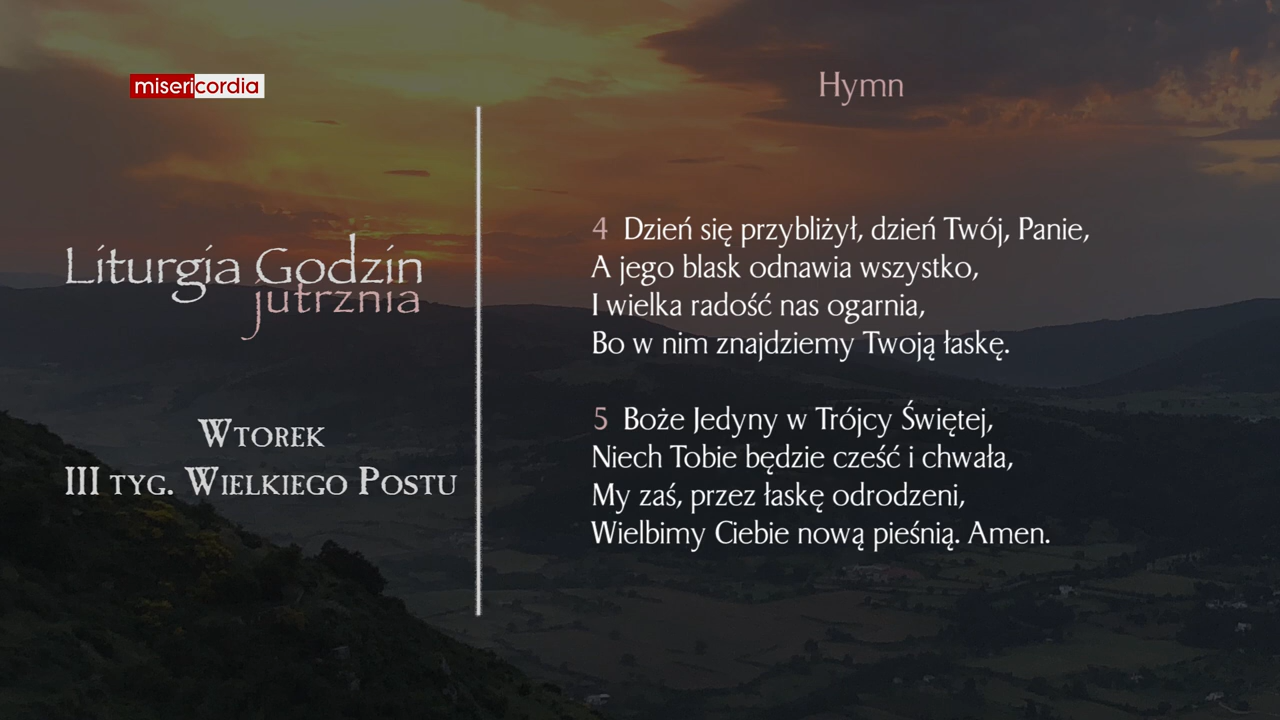 misericordia
Liturgia Godzin
jutrznia
Wtorek
III tyg. Wielkiego Postu
Hymn
4 Dzień się przybliżył, dzień Twój, Panie,
A jego blask odnawia wszystko,
I wielka radość nas ogarnia,
Bo w nim znajdziemy Twoją łaskę.
5 Boże Jedyny w Trójcy Świętej,
Niech Tobie będzie cześć i chwała,
My zaś, przez łaskę odrodzeni,
Wielbimy Ciebie nową pieśnią. Amen.